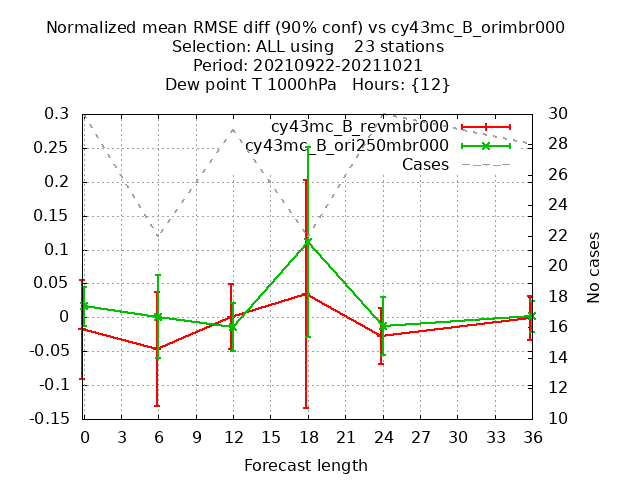 Normalized mean RMSE diff (90% conf) vs cy43mc_B_orimbr000
Selection: ALL using    23 stations
Period: 20210922-20211021
Dew point T 1000hPa   Hours: {12}
cy43mc_B_revmbr000
cy43mc_B_ori250mbr000
Cases
0.3
0.25
0.2
0.15
0.1
0.05
0
-0.05
-0.1
-0.15
30
28
26
24
22
20
18
16
14
12
10
No cases
0 3 6 9 12 15 18 21 24 27 30 33 36
Forecast length